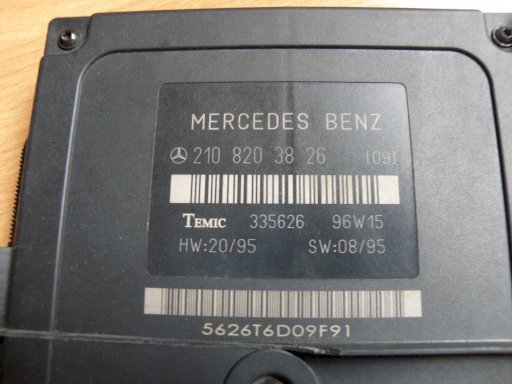 MERCEDES BENZ
210 820 38 26 [09]
TEMIC 335626 96W15
HW:20/95 SW:08/95
5626T6D09F91